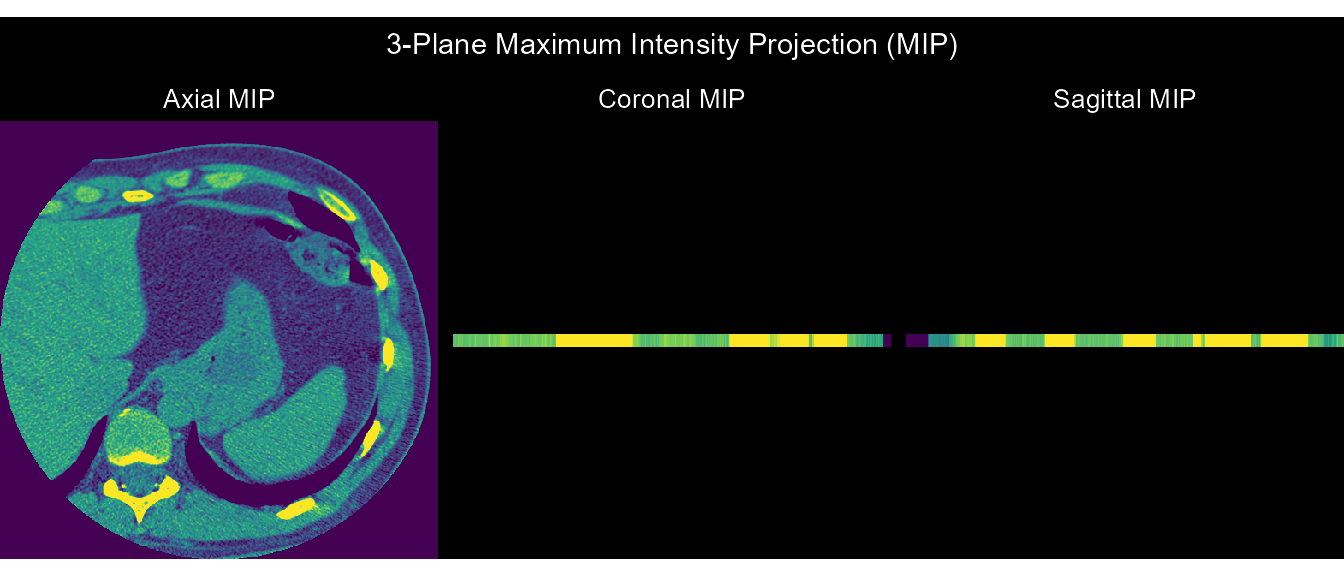 3-Plane Maximum Intensity Projection (MIP)
Axial MIP
Coronal MIP
Sagittal MIP